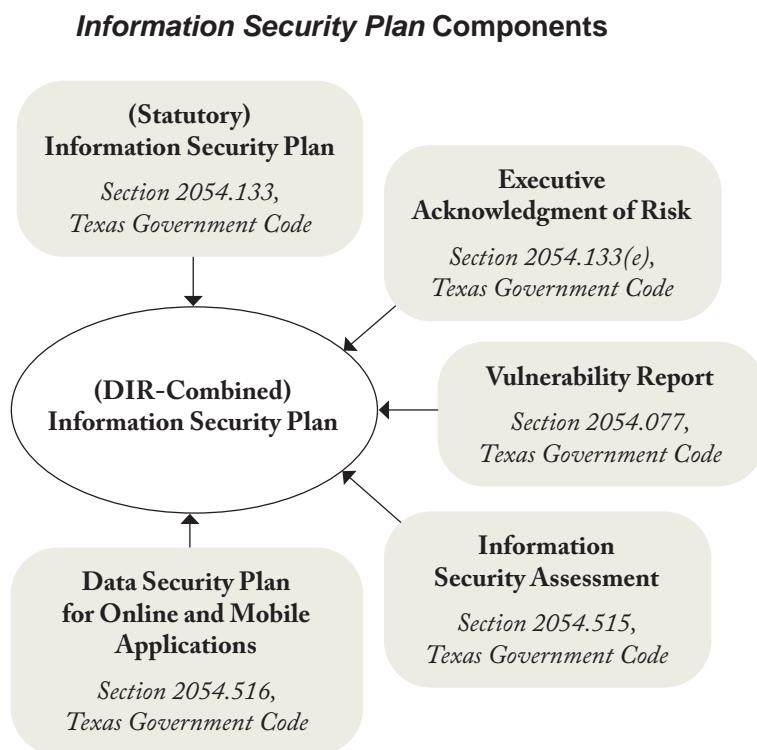 Information Security Plan Components
(Statutory)
Information Security Plan
Section 2054.133,
Texas Government Code
Executive
Acknowledgment of Risk
Section 2054.133(e),
Texas Government Code
(DIR-Combined)
Information Security Plan
Vulnerability Report
Section 2054.077,
Texas Government Code
Information
Security Assessment
Section 2054.515,
Texas Government Code
Data Security Plan
for Online and Mobile
Applications
Section 2054.516,
Texas Government Code